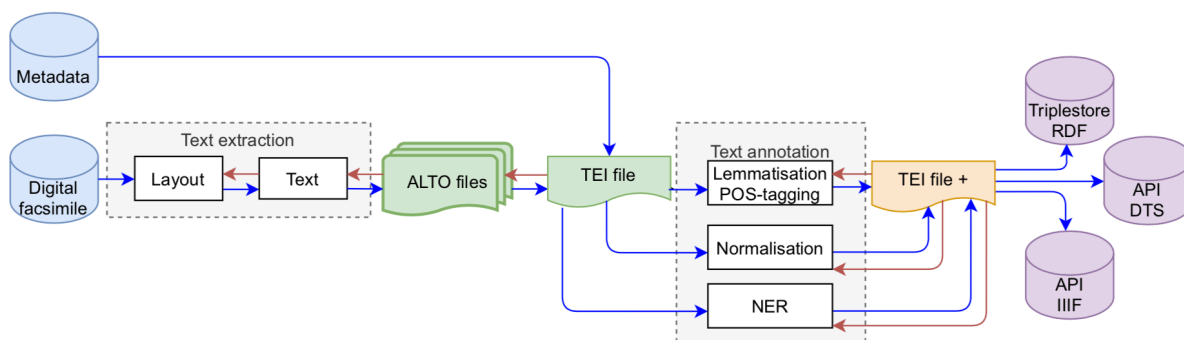 Metadata
Digital
facsimile
Text extraction
Layout
Text
ALTO files
TEI file
Text annotation
Lemmatisation
POS-tagging
Normalisation
NER
TEI file +
Triplestore
RDF
API
DTS
API
IIIF